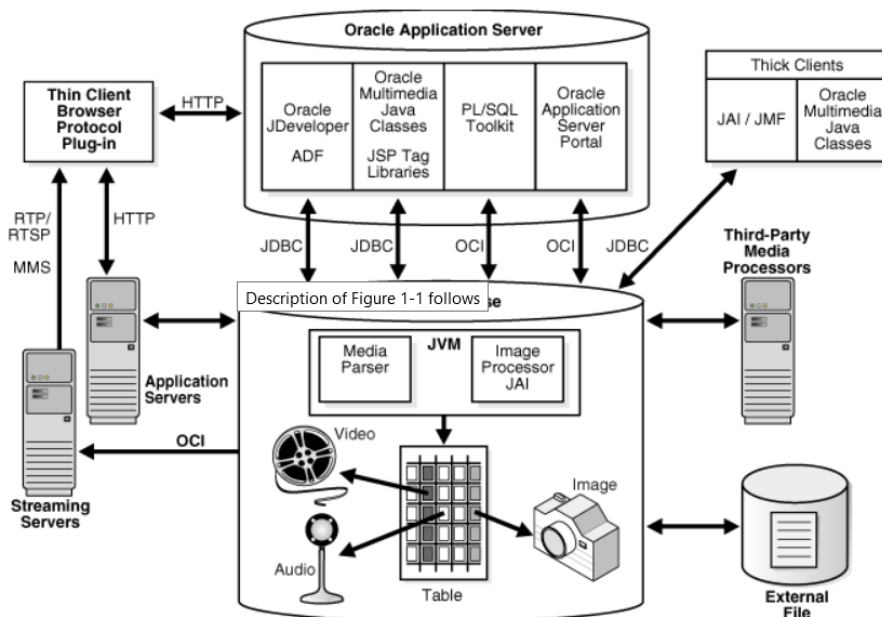 Oracle Application Server
Thin Client
Browser
Protocol
Plug-in
HTTP
Oracle
JDeveloper
ADF
Oracle
Multimedia
Java
Classes
JSP Tag
Libraries
PL/SQL
Toolkit
Oracle
Application
Server
Portal
Thick Clients
JAI / JMF
Oracle
Multimedia
Java
Classes
RTP/
RTSP
MMS
HTTP
JDBC
JDBC
OCI
OCI
JDBC
Third-Party
Media
Processors
Description of Figure 1-1 follows
JVM
Media
Parser
Image
Processor
JAI
Application
Servers
OCI
Streaming
Servers
Video
Audio
Table
Image
External
File